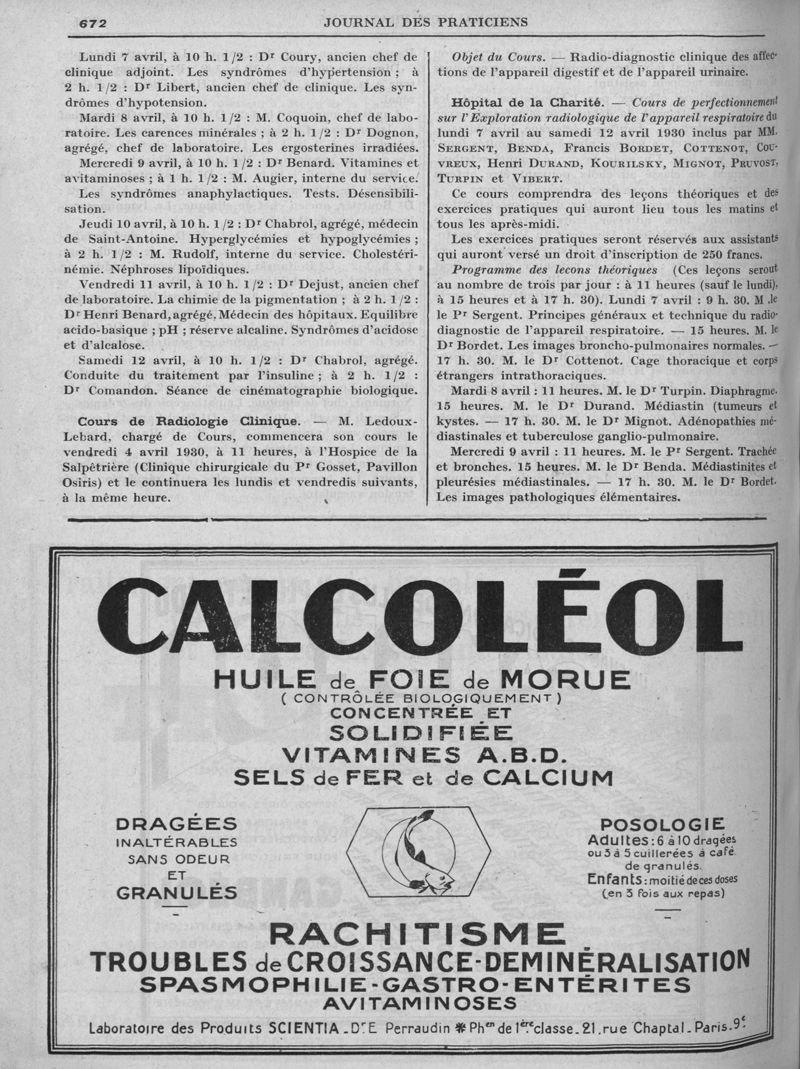 672
JOURNAL DES PRATICIENS
Lundi 7 avril, à 10 h. 1/2 : Dr Coury, ancien chef de
clinique adjoint. Les syndrômes d'hypertension ; à
2 h. 1/2 : Dr Libert, ancien chef de clinique. Les syn-
drômes d'hypotension.
Mardi 8 avril, à 10 h. 1/2 : M. Coquoin, chef de labo-
ratoire. Les carences minérales ; à 2 h. 1/2 : Dr Dognon,
agrégé, chef de laboratoire. Les ergosterines irradiées.
Mercredi 9 avril, à 10 h. 1/2 : Dr Benard. Vitamines et
avitaminoses ; à 1 h. 1/2 : M. Augier, interne du service.
Les syndrômes anaphylactiques. Tests. Désensibili-
sation.
Jeudi 10 avril, à 10 h. 1/2 : Dr Chabrol, agrégé, médecin
de Saint-Antoine. Hyperglycémies et hypoglycémies ;
à 2 h. 1/2 : M. Rudolf, interne du service. Cholestéri-
némie. Néphroses lipoïdiques.
Vendredi 11 avril, à 10 h. 1/2 : Dr Dejust, ancien chef
de laboratoire. La chimie de la pigmentation ; à 2 h. 1/2 :
Dr Henri Benard, agrégé, Médecin des hôpitaux. Equilibre
acido-basique ; pH ; réserve alcaline. Syndrômes d'acidose
et d'alcalose.
Samedi 12 avril, à 10 h. 1/2 : Dr Chabrol, agrégé.
Conduite du traitement par l'insuline ; à 2 h. 1/2 :
Dr Comandon. Séance de cinématographie biologique.
Cours de Radiologie Clinique. — M. Ledoux-
Lebard, chargé de Cours, commencera son cours le
vendredi 4 avril 1930, à 11 heures, à l'Hospice de la
Salpêtrière (Clinique chirurgicale du Pr Gosset, Pavillon
Osiris) et le continuera les lundis et vendredis suivants,
à la même heure.
Objet du Cours. — Radio-diagnostic clinique des affec-
tions de l'appareil digestif et de l'appareil urinaire.
Hôpital de la Charité. — Cours de perfectionnement
sur l'Exploration radiologique de l'appareil respiratoire du
lundi 7 avril au samedi 12 avril 1930 inclus par MM.
SERGENT, BENDA, Francis BORDET, COTTENOT, COU-
VREUX, Henri DURAND, KOURILSKY, MIGNOT, PRUVOST,
TURPIN et VIBERT.
Ce cours comprendra des leçons théoriques et des
exercices pratiques qui auront lieu tous les matins et
tous les après-midi.
Les exercices pratiques seront réservés aux assistants
qui auront versé un droit d'inscription de 250 francs.
Programme des lecons théoriques (Ces leçons seront
au nombre de trois par jour : à 11 heures (sauf le lundi),
à 15 heures et à 17 h. 30). Lundi 7 avril : 9 h. 30. M .le
le Pr Sergent. Principes généraux et technique du radio-
diagnostic de l'appareil respiratoire. — 15 heures. M. le
Dr Bordet. Les images broncho-pulmonaires normales. —
17 h. 30. M. le Dr Cottenot. Cage thoracique et corps
étrangers intrathoraciques.
Mardi 8 avril : 11 heures. M. le Dr Turpin. Diaphragme.
15 heures. M. le Dr Durand. Médiastin (tumeurs et
kystes. — 17 h. 30. M. le Dr Mignot. Adénopathies mé-
diastinales et tuberculose ganglio-pulmonaire.
Mercredi 9 avril : 11 heures. M. le Pr Sergent. Trachée
et bronches. 15 heures. M. le Dr Benda. Médiastinites et
pleurésies médiastinales. — 17 h. 30. M. le Dr Bordet.
Les images pathologiques élémentaires.
CALCOLÉOL
HUILE de FOIE de MORUE
( CONTRÔLÉE BIOLOGIQUEMENT )
CONCENTRÉE ET
SOLIDIFIÉE
VITAMINES A.B.D.
SELS de FER et de CALCIUM
DRAGÉES
INALTÉRABLES
SANS ODEUR
ET
GRANULÉS
POSOLOGIE
Adultes : 6 à 10 dragées
ou 3 à 5 cuillerées à café
de granulés.
Enfants : moitié de ces doses
(en 3 fois aux repas)
RACHITISME
TROUBLES de CROISSANCE-DEMINÉRALISATION
SPASMOPHILIE-GASTRO-ENTÉRITES
AVITAMINOSES
Laboratoire des Produits SCIENTIA_Dr E Perraudin * Phen de 1ère classe_21, rue Chaptal_Paris_9e